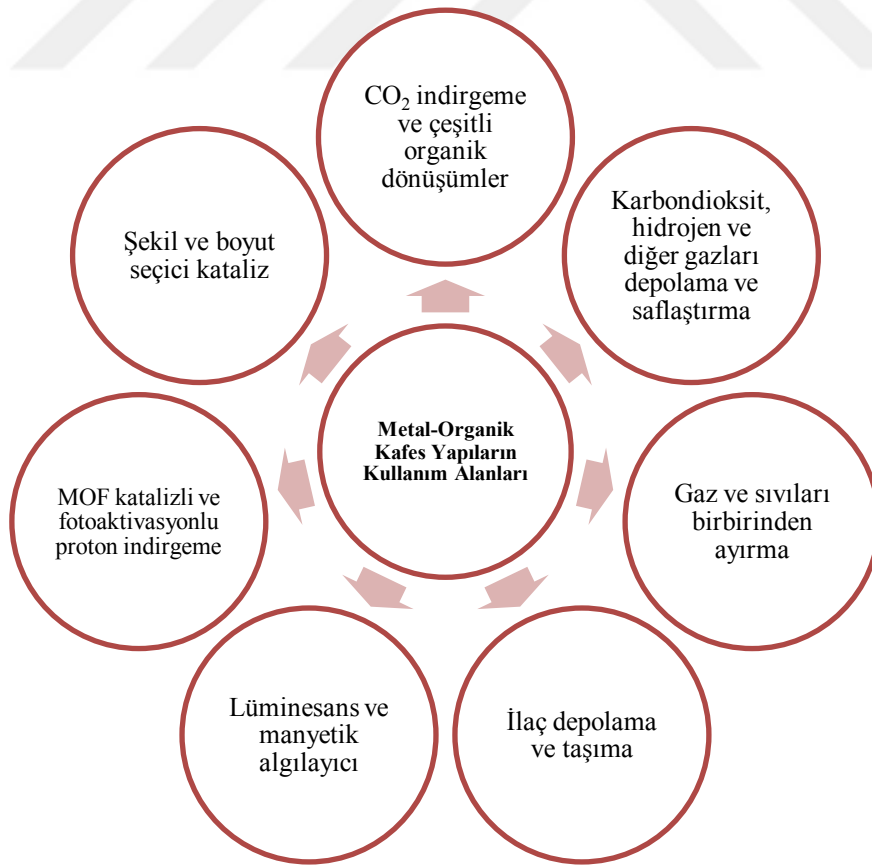 CO₂ indirgeme
ve çeşitli
organik
dönüşümler
Karbondioksit,
hidrojen ve
diğer gazları
depolama ve
saflaştırma
Gaz ve sıvıları
birbirinden
ayırma
İlaç depolama
ve taşıma
Lüminesans ve
manyetik
algılayıcı
MOF katalizli ve
fotoaktivasyonlu
proton indirgeme
Şekil ve boyut
seçici kataliz
Metal-Organik
Kafes Yapıların
Kullanım Alanları